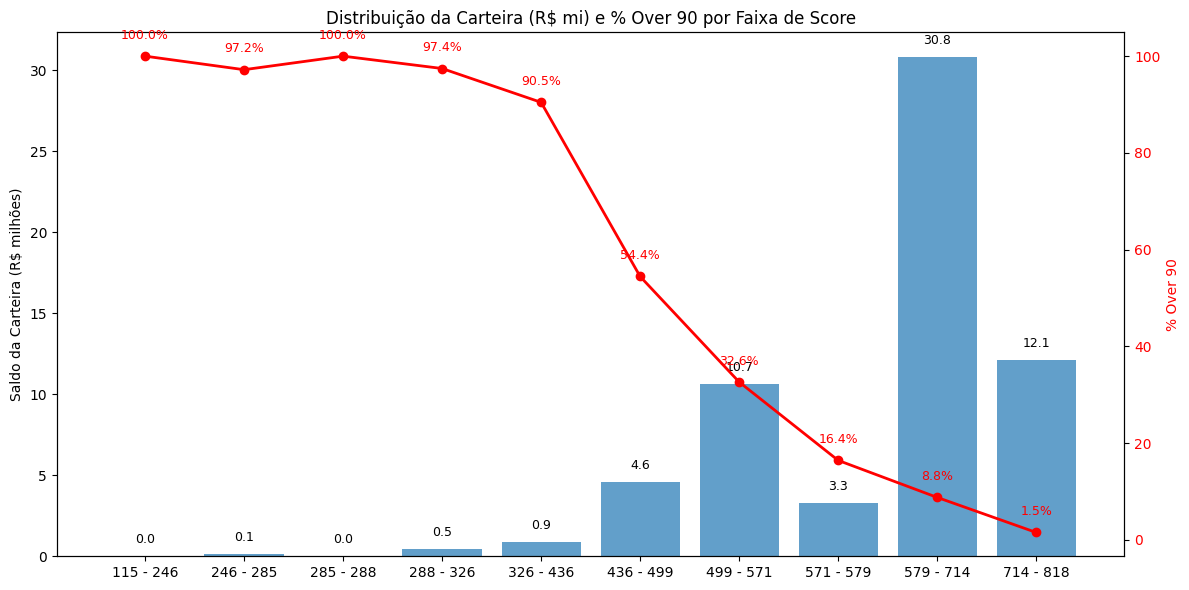 Distribuição da Carteira (R$ mi) e % Over 90 por Faixa de Score
Saldo da Carteira (R$ milhões)
30
25
20
15
10
5
0
100.0%
97.2%
100.0%
97.4%
90.5%
54.4%
32.6%
16.4%
8.8%
1.5%
0.0
0.1
0.0
0.5
0.9
4.6
10.7
3.3
30.8
12.1
100
80
60
40
20
0
% Over 90
115 - 246
246 - 285
285 - 288
288 - 326
326 - 436
436 - 499
499 - 571
571 - 579
579 - 714
714 - 818